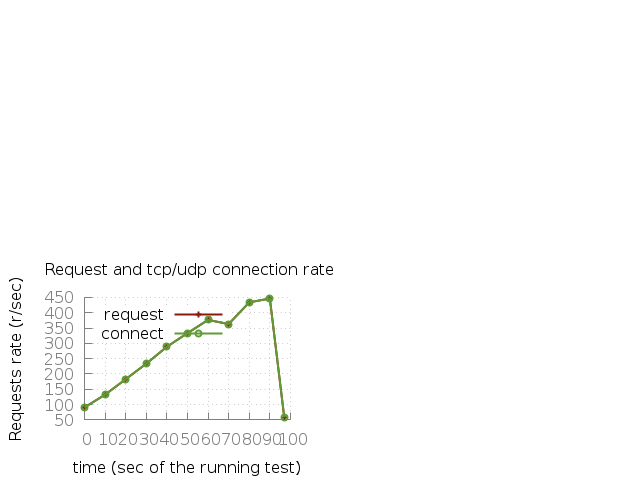 Request and tcp/udp connection rate
Requests rate (r/sec)
450
400
350
300
250
200
150
100
50
request
connect
0 10 20 30 40 50 60 70 80 90 100
time (sec of the running test)